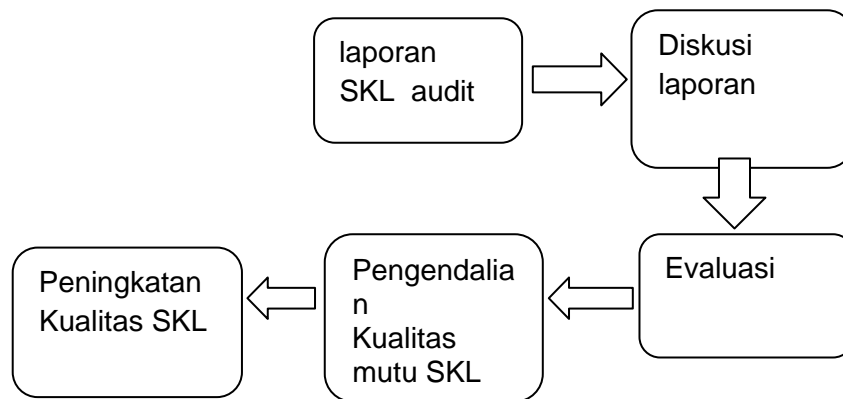 laporan
SKL audit
Diskusi
laporan
Evaluasi
Pengendalia
n
Kualitas
mutu SKL
Peningkatan
Kualitas SKL